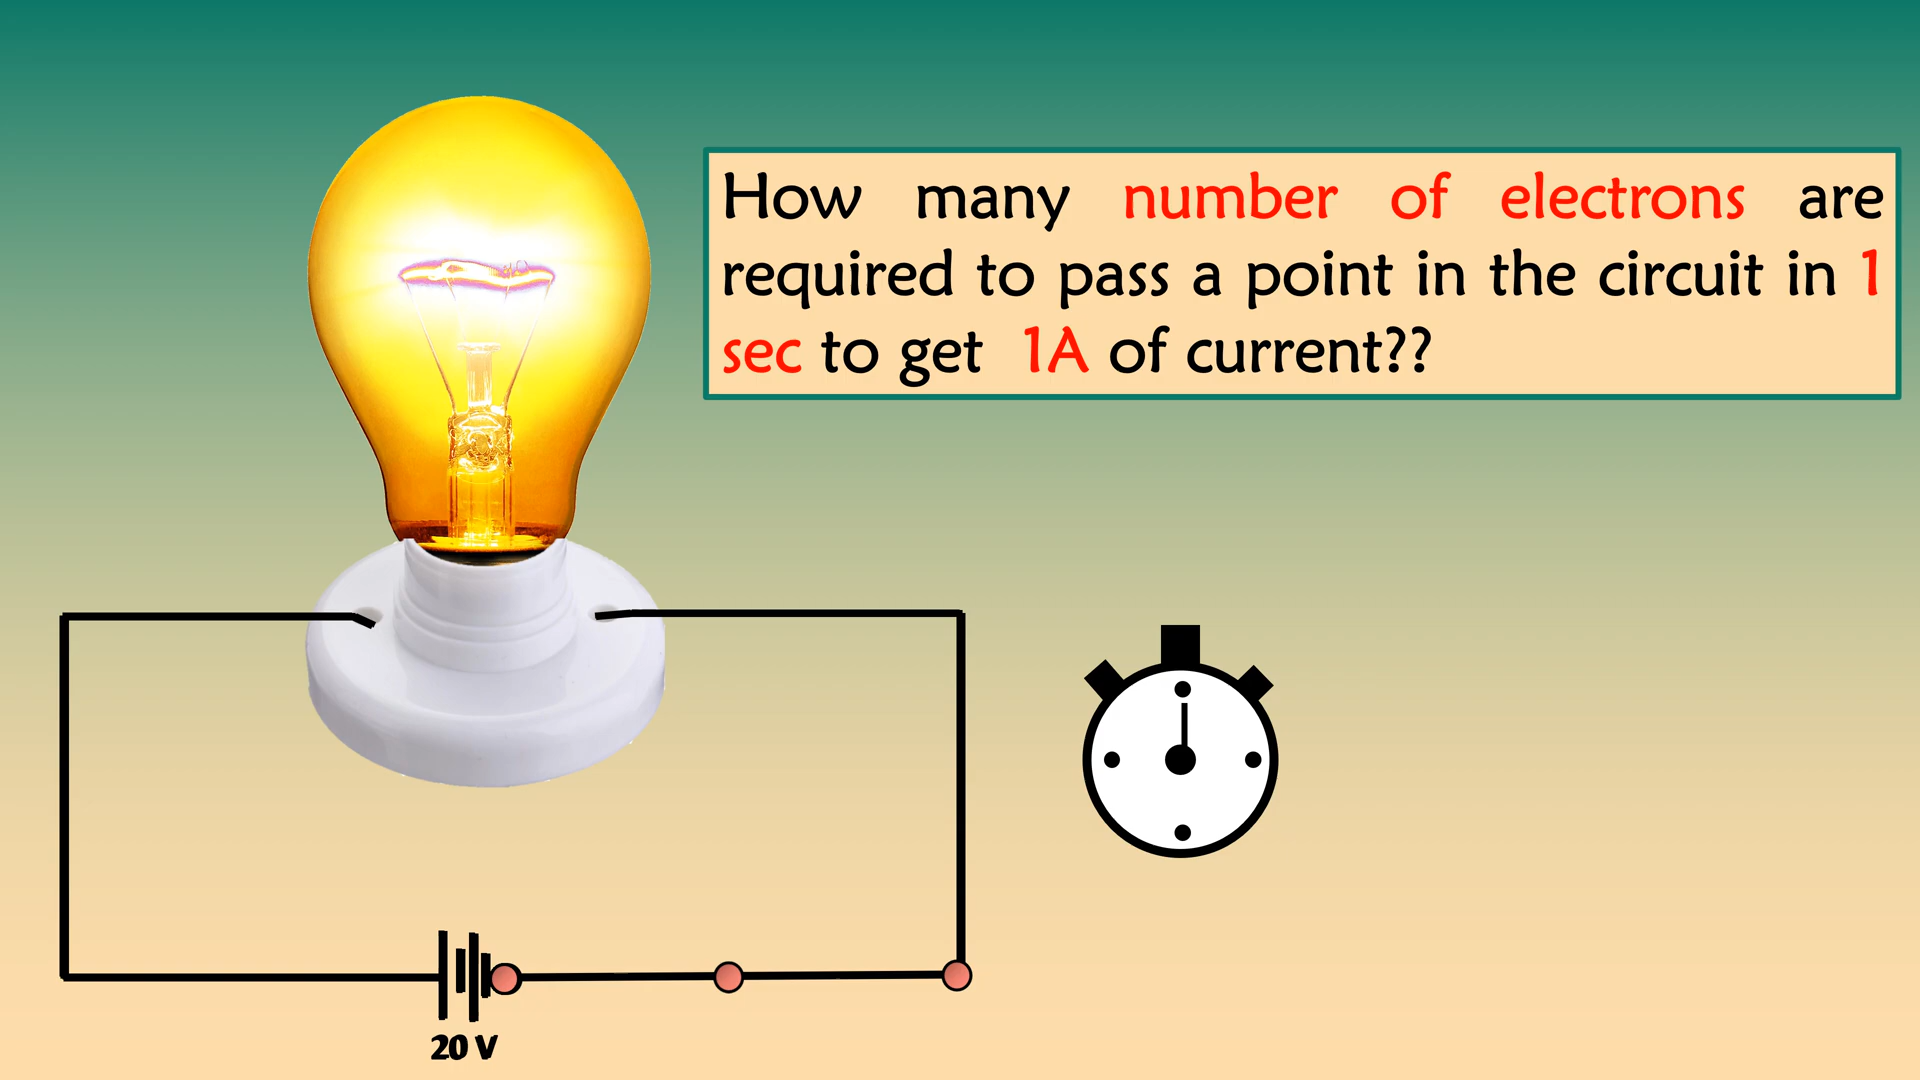 How many number of electrons are
required to pass a point in the circuit in 1
sec to get 1A of current??
20 V